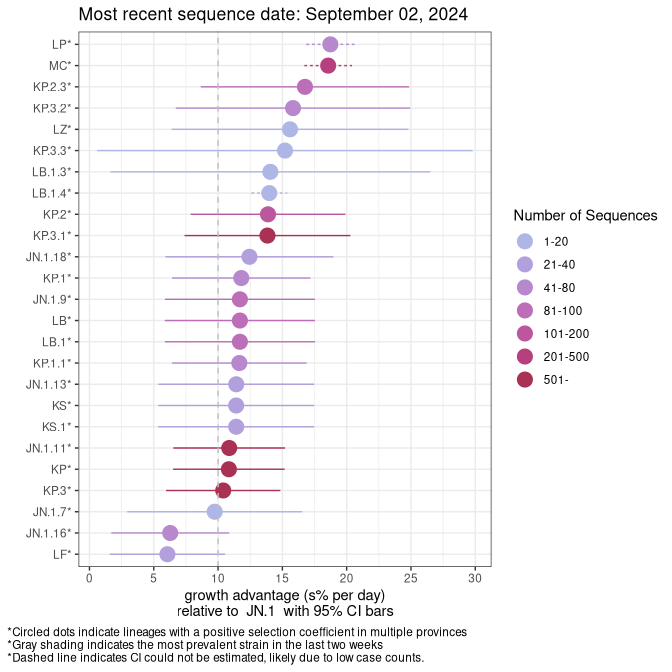 Most recent sequence date: September 02, 2024
LP*
MC*
KP.2.3*
KP.3.2*
LZ*
KP.3.3*
LB.1.3*
LB.1.4*
KP.2*
KP.3.1*
JN.1.18*
KP.1*
JN.1.9*
LB*
LB.1*
KP.1.1*
JN.1.13*
KS*
KS.1*
JN.1.11*
KP*
KP.3*
JN.1.7*
JN.1.16*
LF*
0 5 10 15 20 25 30
growth advantage (s% per day)
relative to JN.1 with 95% CI bars
Number of Sequences
1-20
21-40
41-80
81-100
101-200
201-500
501-
*Circled dots indicate lineages with a positive selection coefficient in multiple provinces
*Gray shading indicates the most prevalent strain in the last two weeks
*Dashed line indicates CI could not be estimated, likely due to low case counts.